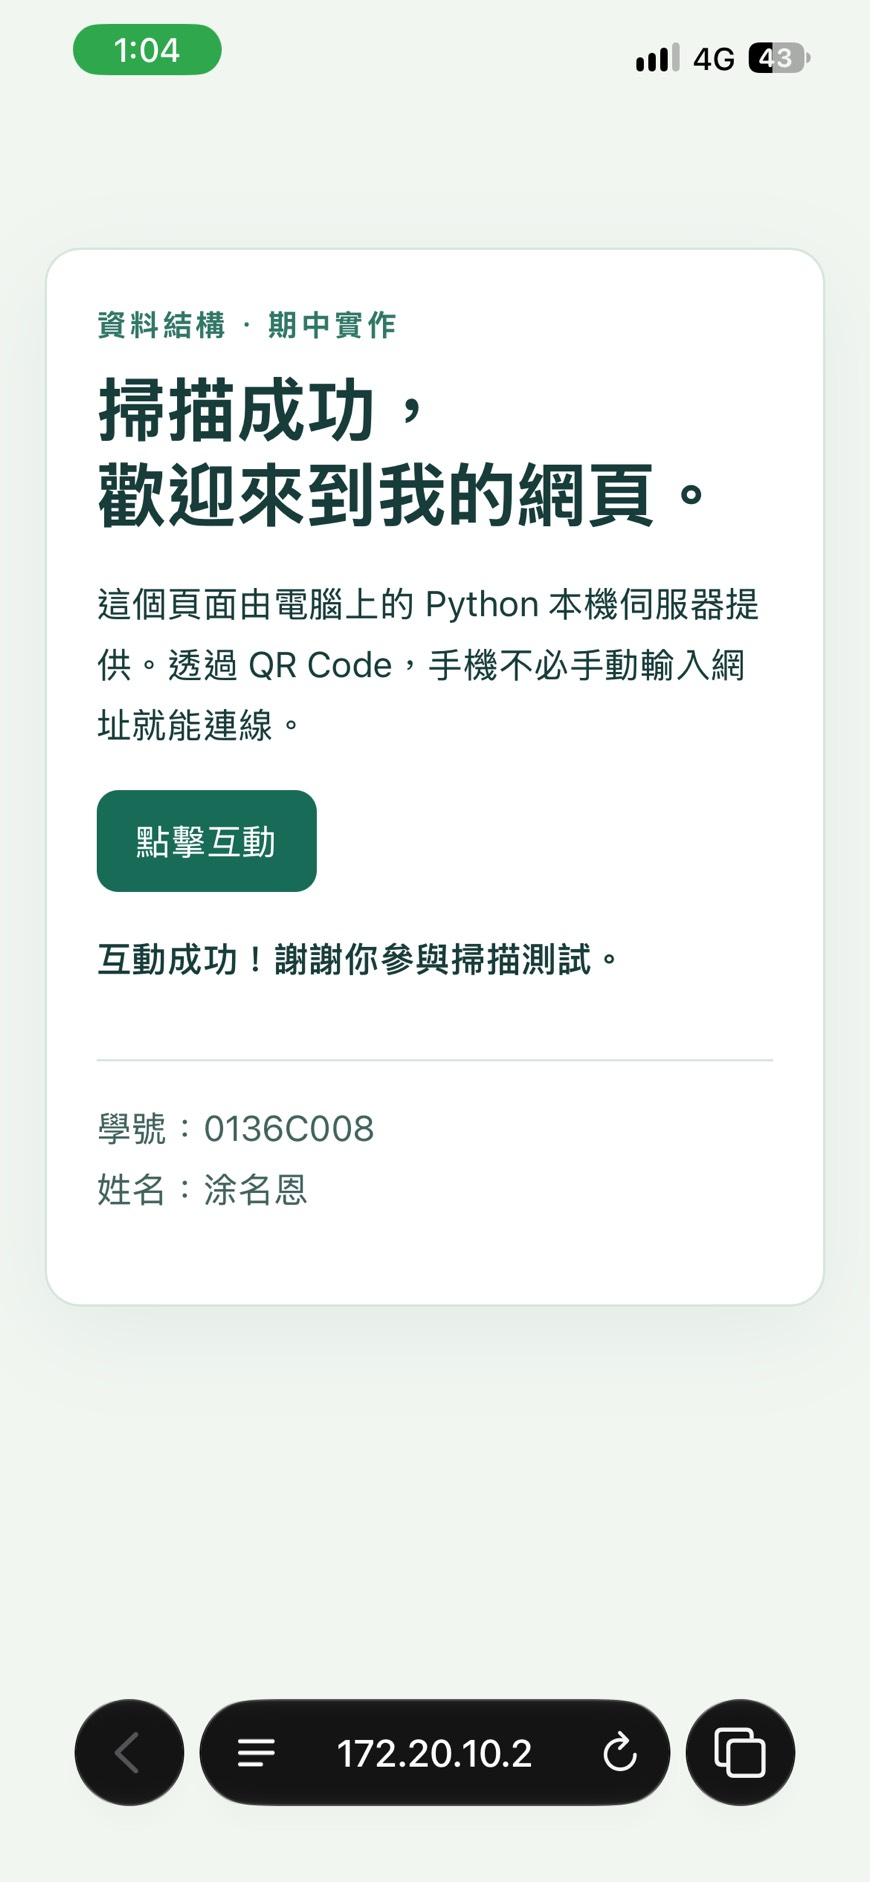 1:04
4G
43
資料結構 · 期中實作
掃描成功，
歡迎來到我的網頁。
這個頁面由電腦上的 Python 本機伺服器提
供。透過 QR Code，手機不必手動輸入網
址就能連線。
點擊互動
互動成功！謝謝你參與掃描測試。
學號：0136C008
姓名：涂名恩
172.20.10.2